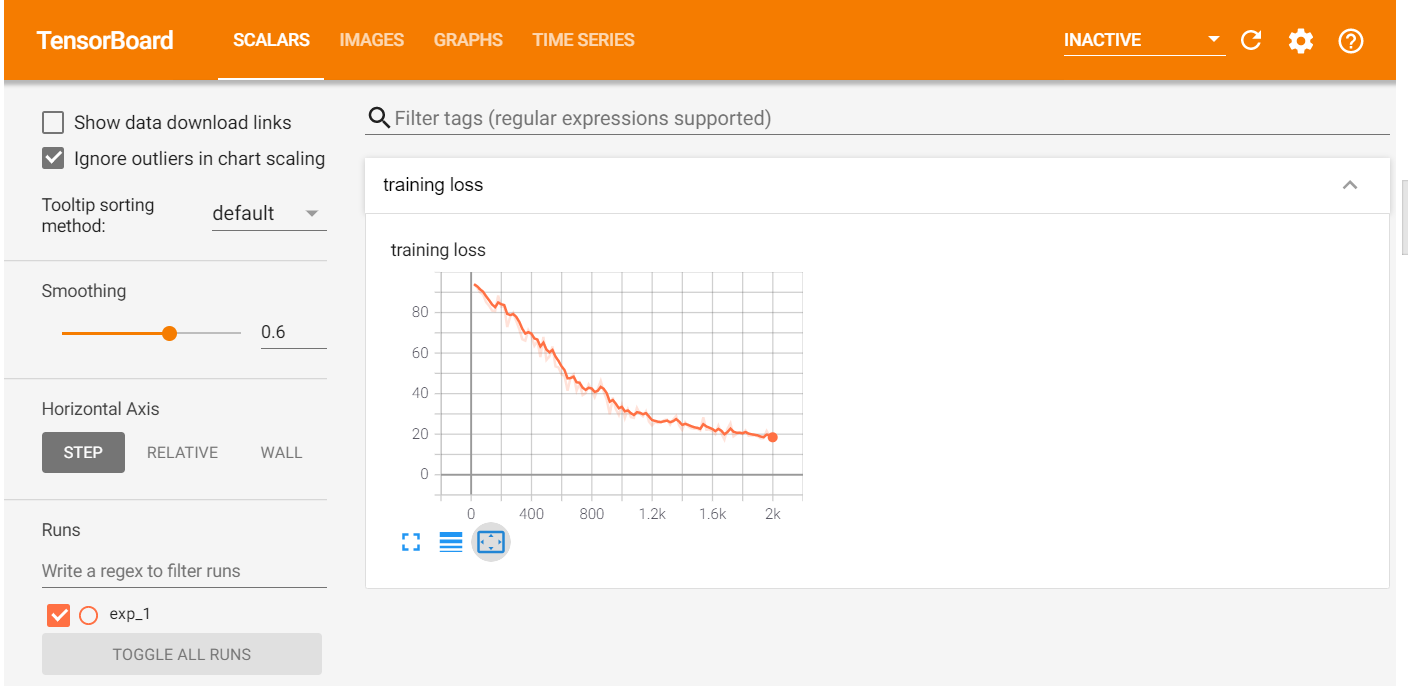 TensorBoard SCALARS IMAGES GRAPHS TIME SERIES INACTIVE
Show data download links
Ignore outliers in chart scaling
Tooltip sorting
method:
default
Smoothing
0.6
Horizontal Axis
STEP RELATIVE WALL
Runs
Write a regex to filter runs
exp_1
TOGGLE ALL RUNS
Filter tags (regular expressions supported)
training loss
training loss
80
60
40
20
0
0 400 800 1.2k 1.6k 2k